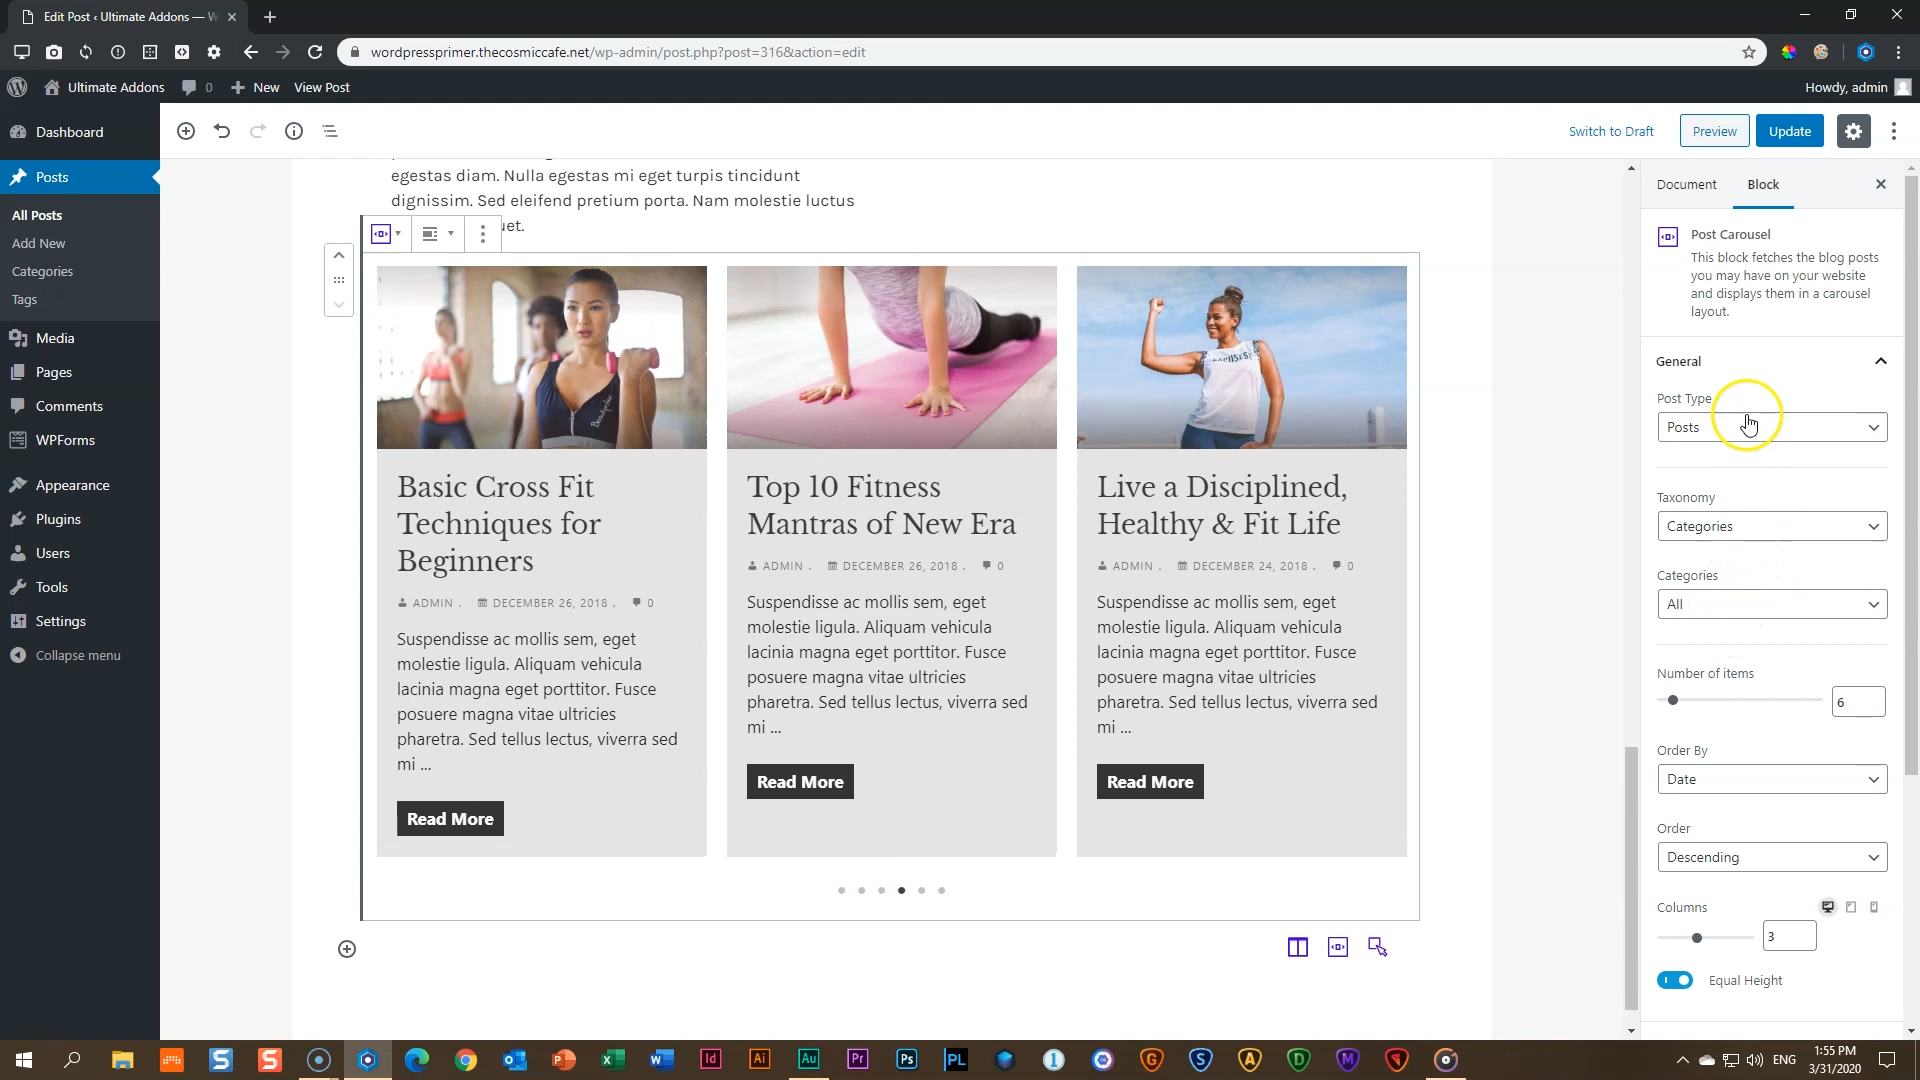 Edit Post ‹ Ultimate Addons — W
wordpressprimer.thecosmiccafe.net/wp-admin/post.php?post=316&action=edit
Ultimate Addons
0
New
View Post
Howdy, admin
Dashboard
Posts
All Posts
Add New
Categories
Tags
Media
Pages
Comments
WPForms
Appearance
Plugins
Users
Tools
Settings
Collapse menu
Switch to Draft
Preview
Update
egestas diam. Nulla egestas mi eget turpis tincidunt
dignissim. Sed eleifend pretium porta. Nam molestie luctus
uet.
Basic Cross Fit
Techniques for
Beginners
ADMIN . DECEMBER 26, 2018 . 0
Suspendisse ac mollis sem, eget
molestie ligula. Aliquam vehicula
lacinia magna eget porttitor. Fusce
posuere magna vitae ultricies
pharetra. Sed tellus lectus, viverra sed
mi ...
Read More
Top 10 Fitness
Mantras of New Era
ADMIN . DECEMBER 26, 2018 . 0
Suspendisse ac mollis sem, eget
molestie ligula. Aliquam vehicula
lacinia magna eget porttitor. Fusce
posuere magna vitae ultricies
pharetra. Sed tellus lectus, viverra sed
mi ...
Read More
Live a Disciplined,
Healthy & Fit Life
ADMIN . DECEMBER 24, 2018 . 0
Suspendisse ac mollis sem, eget
molestie ligula. Aliquam vehicula
lacinia magna eget porttitor. Fusce
posuere magna vitae ultricies
pharetra. Sed tellus lectus, viverra sed
mi ...
Read More
Document
Block
Post Carousel
This block fetches the blog posts
you may have on your website
and displays them in a carousel
layout.
General
Post Type
Posts
Taxonomy
Categories
Categories
All
Number of items
6
Order By
Date
Order
Descending
Columns
3
Equal Height
ENG
1:55 PM
3/31/2020